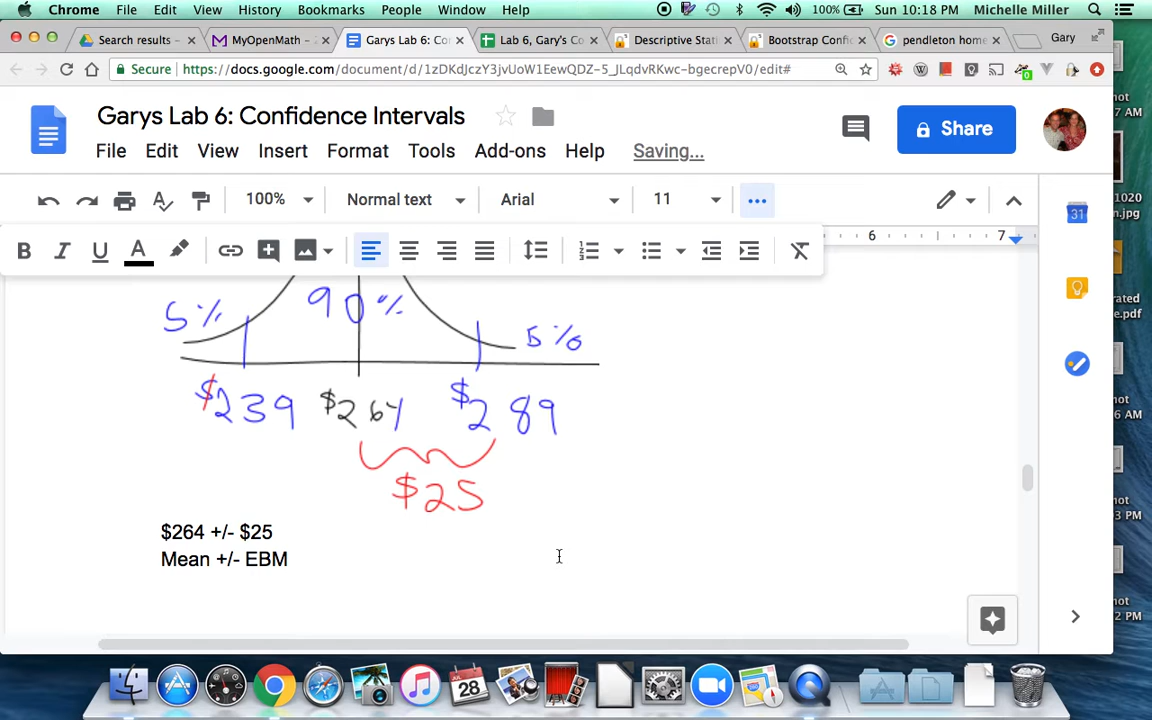 Chrome File Edit View History Bookmarks People Window Help 100% Sun 10:18 PM Michelle Miller
Search results – MyOpenMath – Garys Lab 6: Co Lab 6, Gary's Co Descriptive Stat Bootstrap Confi pendleton home Gary
Secure https://docs.google.com/document/d/1zDKdJczY3jvUoW1EewQDZ-5_JLqdvRKwc-bgecrepV0/edit#
Garys Lab 6: Confidence Intervals
Share
File Edit View Insert Format Tools Add-ons Help Saving...
100% Normal text Arial 11
B I U A
6 7
31
5% 90% 5%
$239 $264 $289
$25
$264 +/- $25
Mean +/- EBM
28